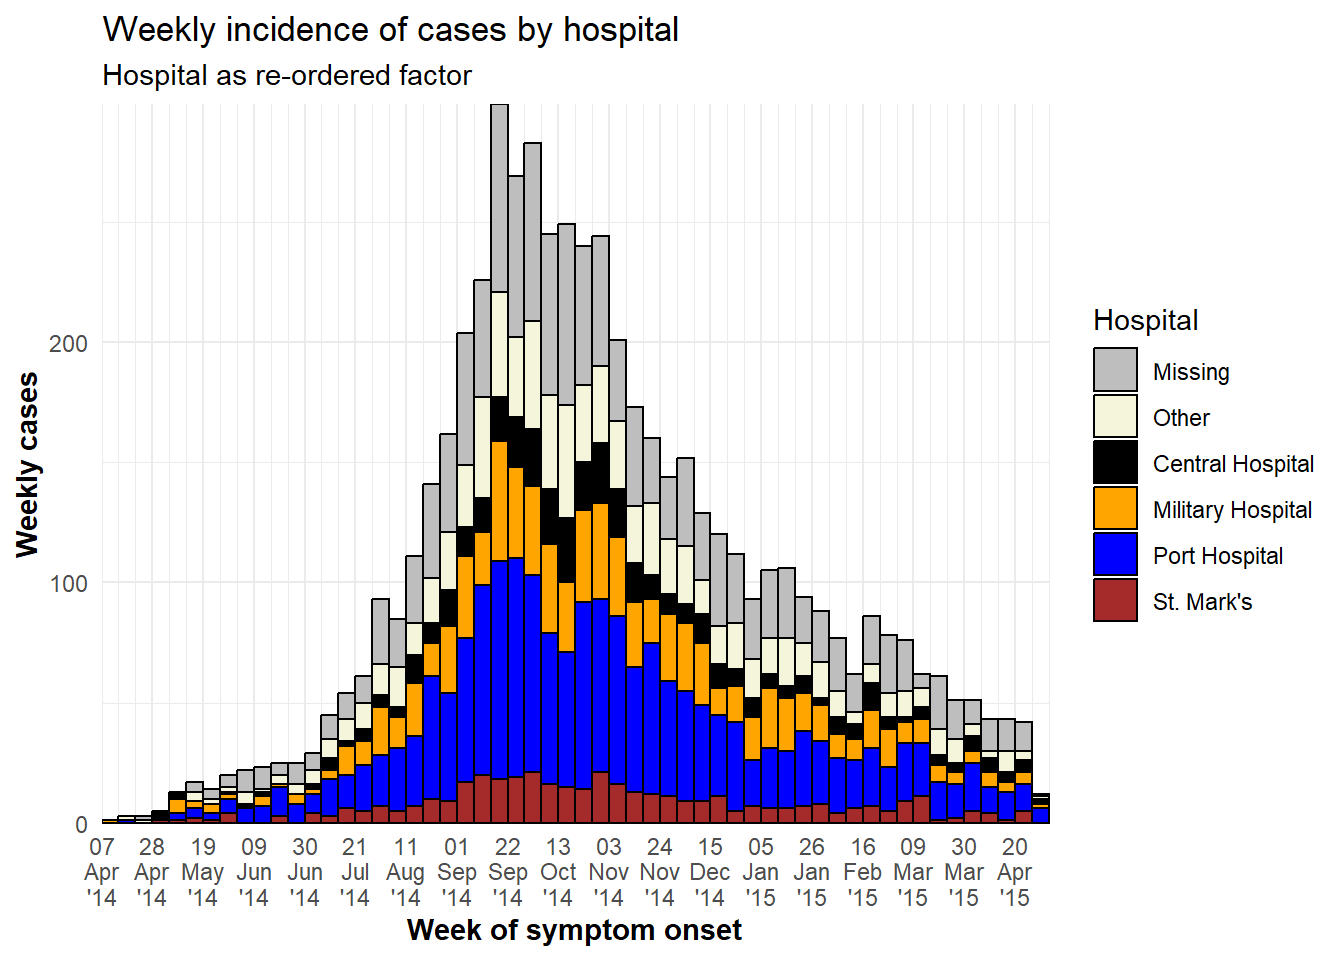 Weekly incidence of cases by hospital
Hospital as re-ordered factor
Weekly cases
200
100
0
07 28 19 09 30 21 11 01 22 13 03 24 15 05 26 16 09 30 20
Apr Apr May Jun Jun Jul Aug Sep Sep Oct Nov Nov Dec Jan Jan Feb Mar Mar Apr
'14 '14 '14 '14 '14 '14 '14 '14 '14 '14 '14 '14 '14 '15 '15 '15 '15 '15 '15
Week of symptom onset
Hospital
Missing
Other
Central Hospital
Military Hospital
Port Hospital
St. Mark's